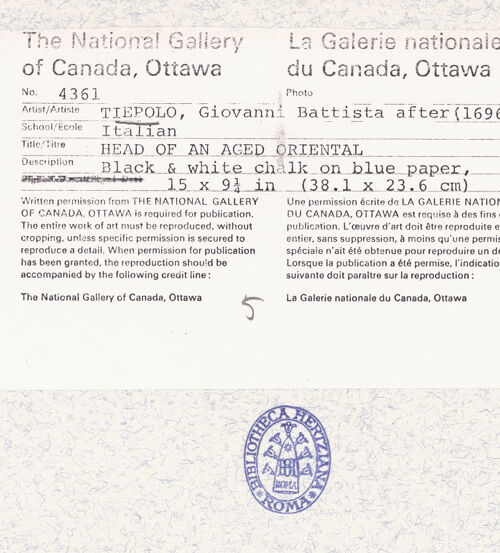 The National Gallery
of Canada, Ottawa
La Galerie nationale
du Canada, Ottawa
No. 4361
Photo
Artist/Artiste TIEPOLO, Giovanni Battista after (1696
School/Ecole Italian
Title/Titre HEAD OF AN AGED ORIENTAL
Description Black & white chalk on blue paper,
15 x 9¼ in (38.1 x 23.6 cm)
Written permission from THE NATIONAL GALLERY
OF CANADA, OTTAWA is required for publication.
The entire work of art must be reproduced, without
cropping, unless specific permission is secured to
reproduce a detail. When permission for publication
has been granted, the reproduction should be
accompanied by the following credit line:
The National Gallery of Canada, Ottawa
Une permission écrite de LA GALERIE NATION
DU CANADA, OTTAWA est requise à des fins d
publication. L'œuvre d'art doit être reproduite e
entier, sans suppression, à moins qu'une permis
spéciale n'ait été obtenue pour reproduire un dé
Lorsque la publication a été permise, l'indicatio
suivante doit paraître sur la reproduction:
La Galerie nationale du Canada, Ottawa
5
BIBLIOTHECA HERTZIANA
ROMA
ROMA